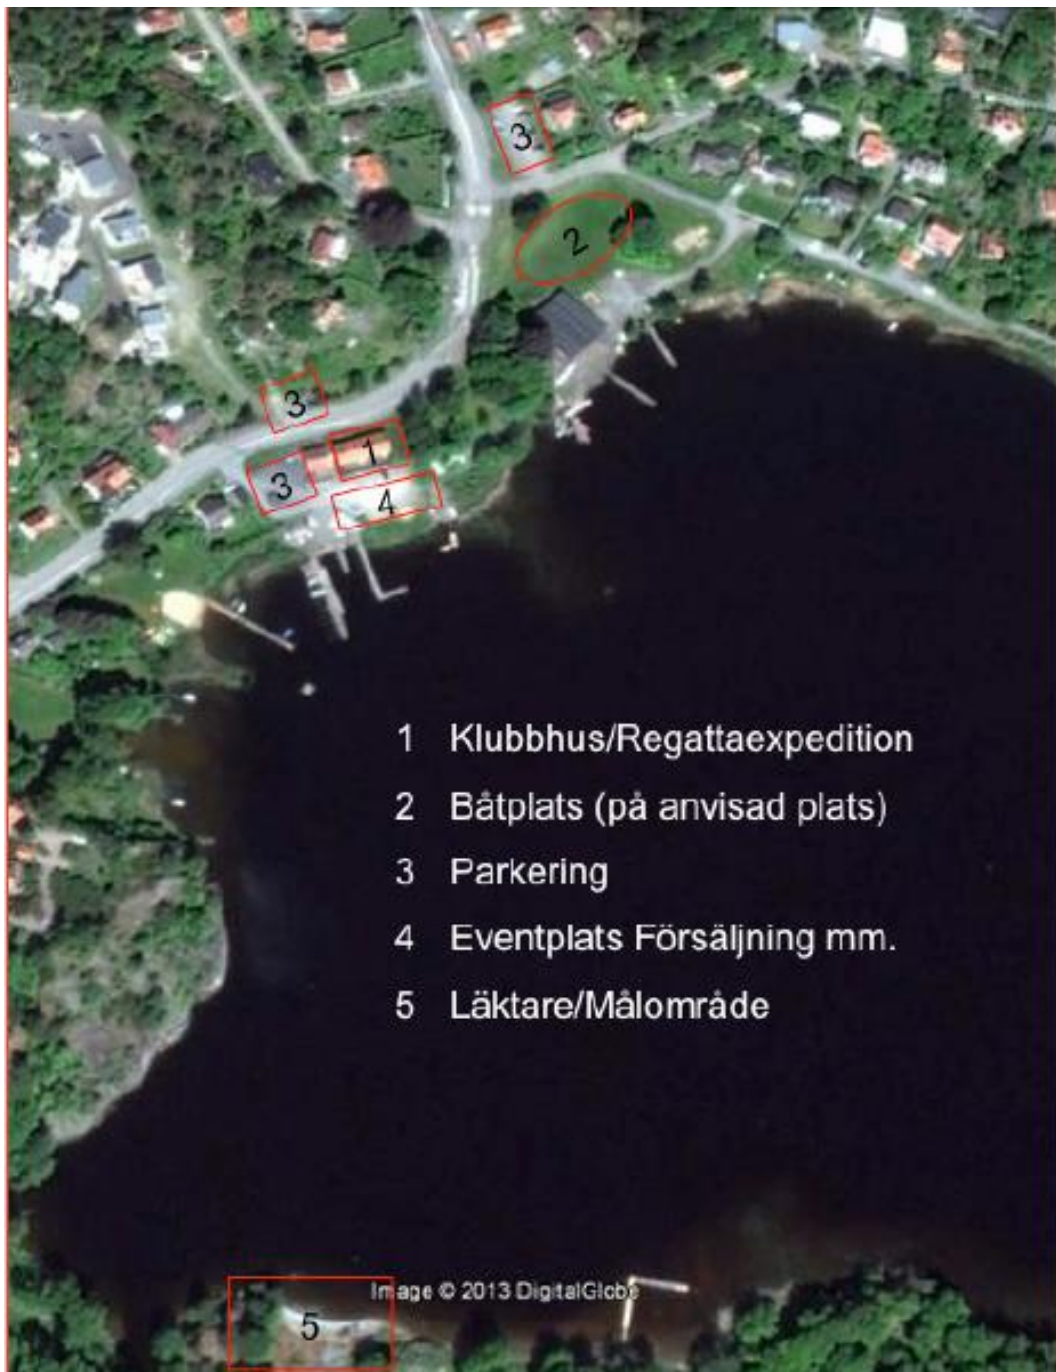 3
2
3
1
3
4
1 Klubbhus/Regattaexpedition
2 Båtplats (på anvisad plats)
3 Parkering
4 Eventplats Försäljning mm.
5 Läktare/Målområde
Image © 2013 DigitalGlobe
5